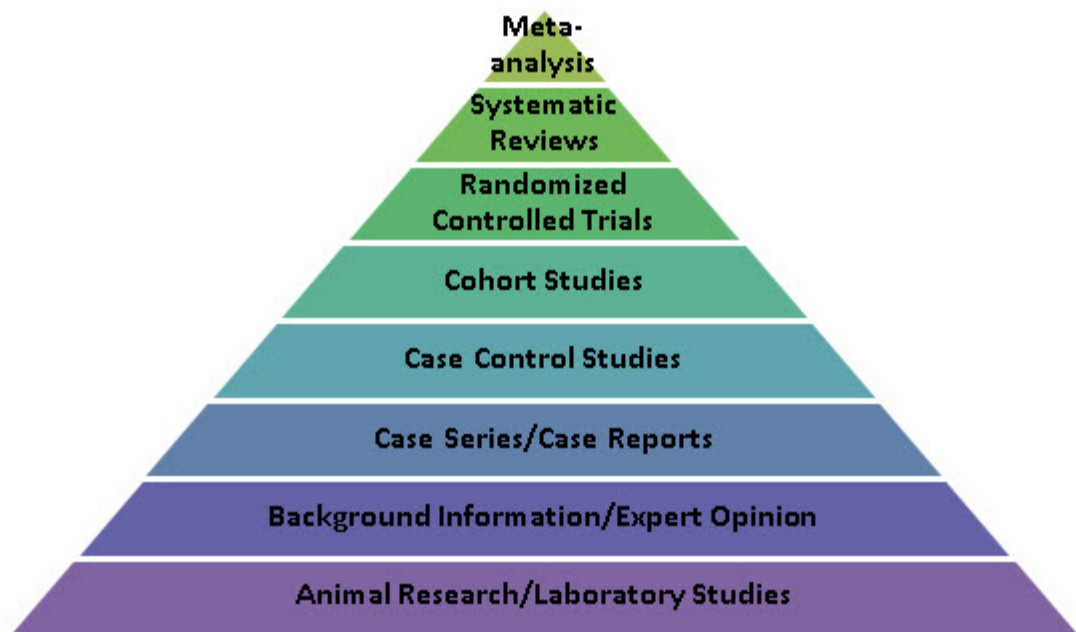 Meta-
analysis
Systematic
Reviews
Randomized
Controlled Trials
Cohort Studies
Case Control Studies
Case Series/Case Reports
Background Information/Expert Opinion
Animal Research/Laboratory Studies